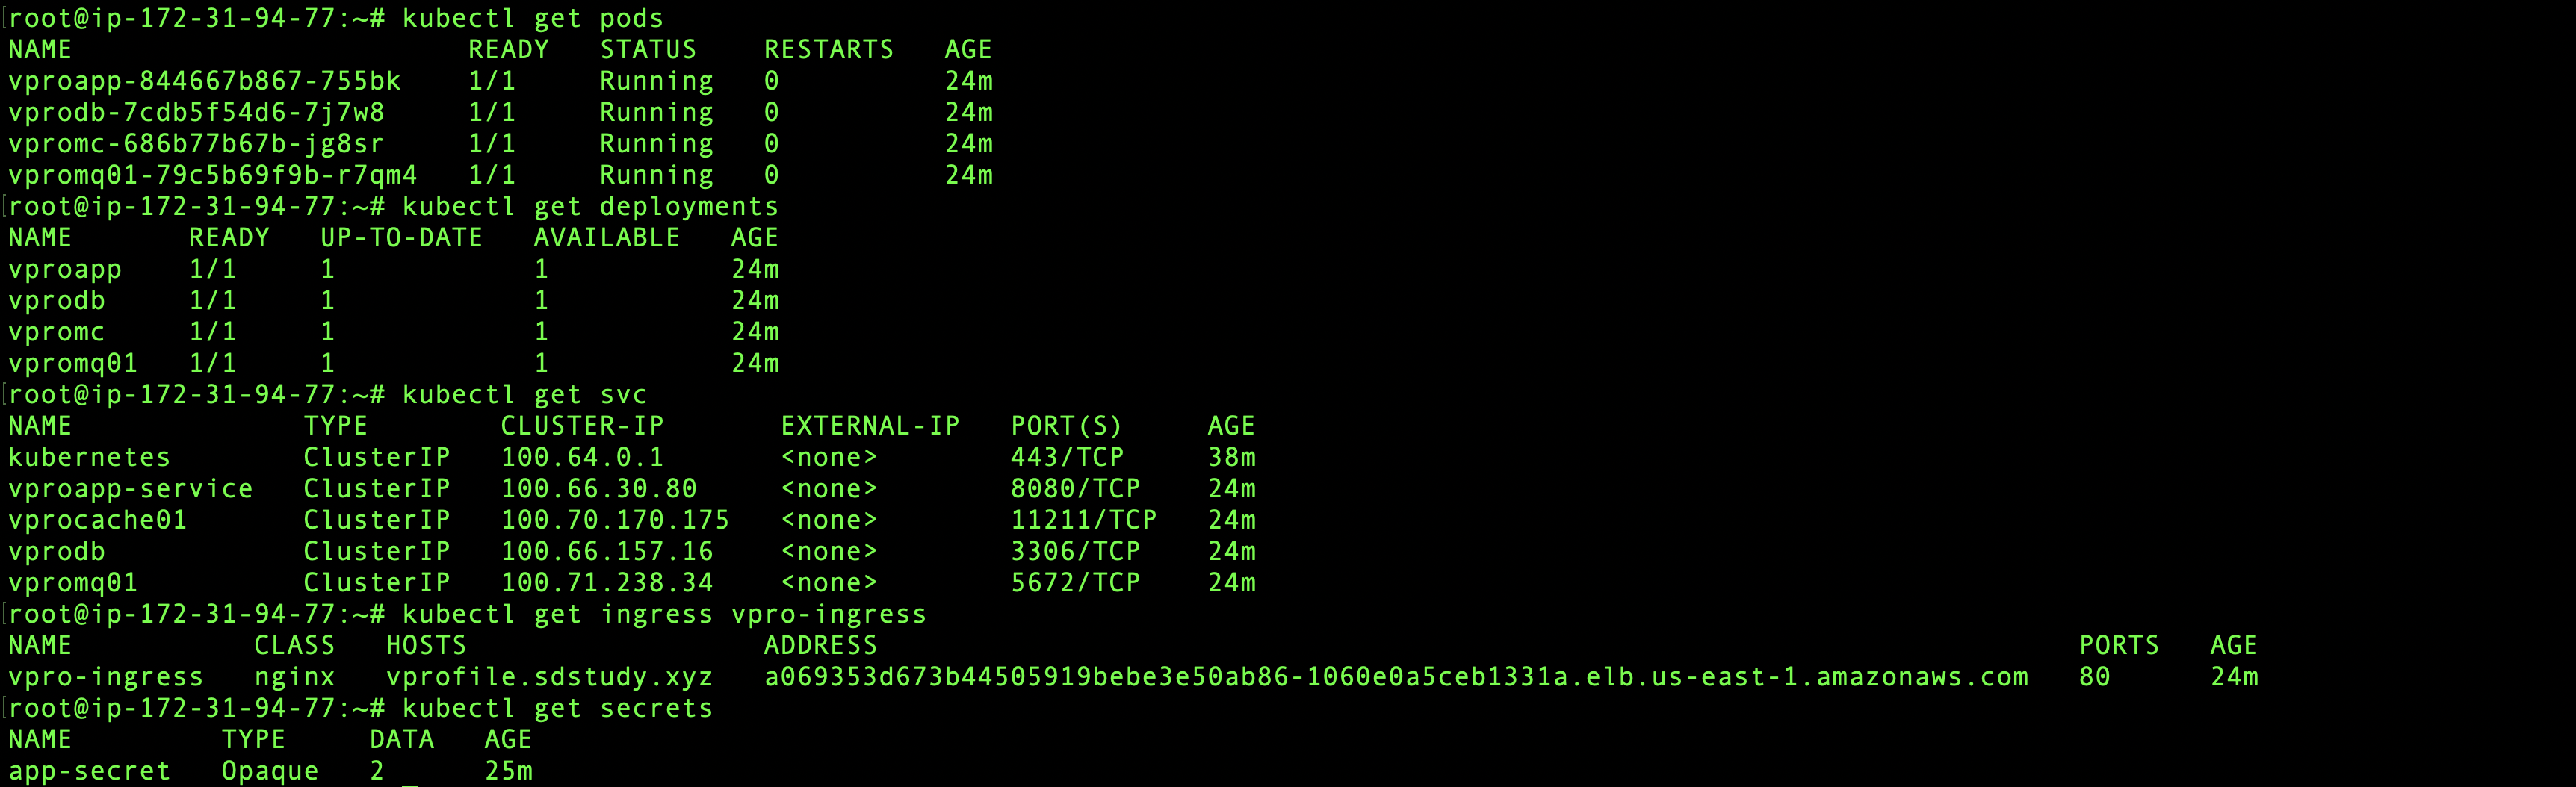 [root@ip-172-31-94-77:~# kubectl get pods
NAME READY STATUS RESTARTS AGE
vproapp-844667b867-755bk 1/1 Running 0 24m
vprodb-7cdb5f54d6-7j7w8 1/1 Running 0 24m
vpromc-686b77b67b-jg8sr 1/1 Running 0 24m
vpromq01-79c5b69f9b-r7qm4 1/1 Running 0 24m
[root@ip-172-31-94-77:~# kubectl get deployments
NAME READY UP-TO-DATE AVAILABLE AGE
vproapp 1/1 1 1 24m
vprodb 1/1 1 1 24m
vpromc 1/1 1 1 24m
vpromq01 1/1 1 1 24m
[root@ip-172-31-94-77:~# kubectl get svc
NAME TYPE CLUSTER-IP EXTERNAL-IP PORT(S) AGE
kubernetes ClusterIP 100.64.0.1 <none> 443/TCP 38m
vproapp-service ClusterIP 100.66.30.80 <none> 8080/TCP 24m
vprocache01 ClusterIP 100.70.170.175 <none> 11211/TCP 24m
vprodb ClusterIP 100.66.157.16 <none> 3306/TCP 24m
vpromq01 ClusterIP 100.71.238.34 <none> 5672/TCP 24m
[root@ip-172-31-94-77:~# kubectl get ingress vpro-ingress
NAME CLASS HOSTS ADDRESS PORTS AGE
vpro-ingress nginx vprofile.sdstudy.xyz a069353d673b44505919bebe3e50ab86-1060e0a5ceb1331a.elb.us-east-1.amazonaws.com 80 24m
[root@ip-172-31-94-77:~# kubectl get secrets
NAME TYPE DATA AGE
app-secret Opaque 2 25m